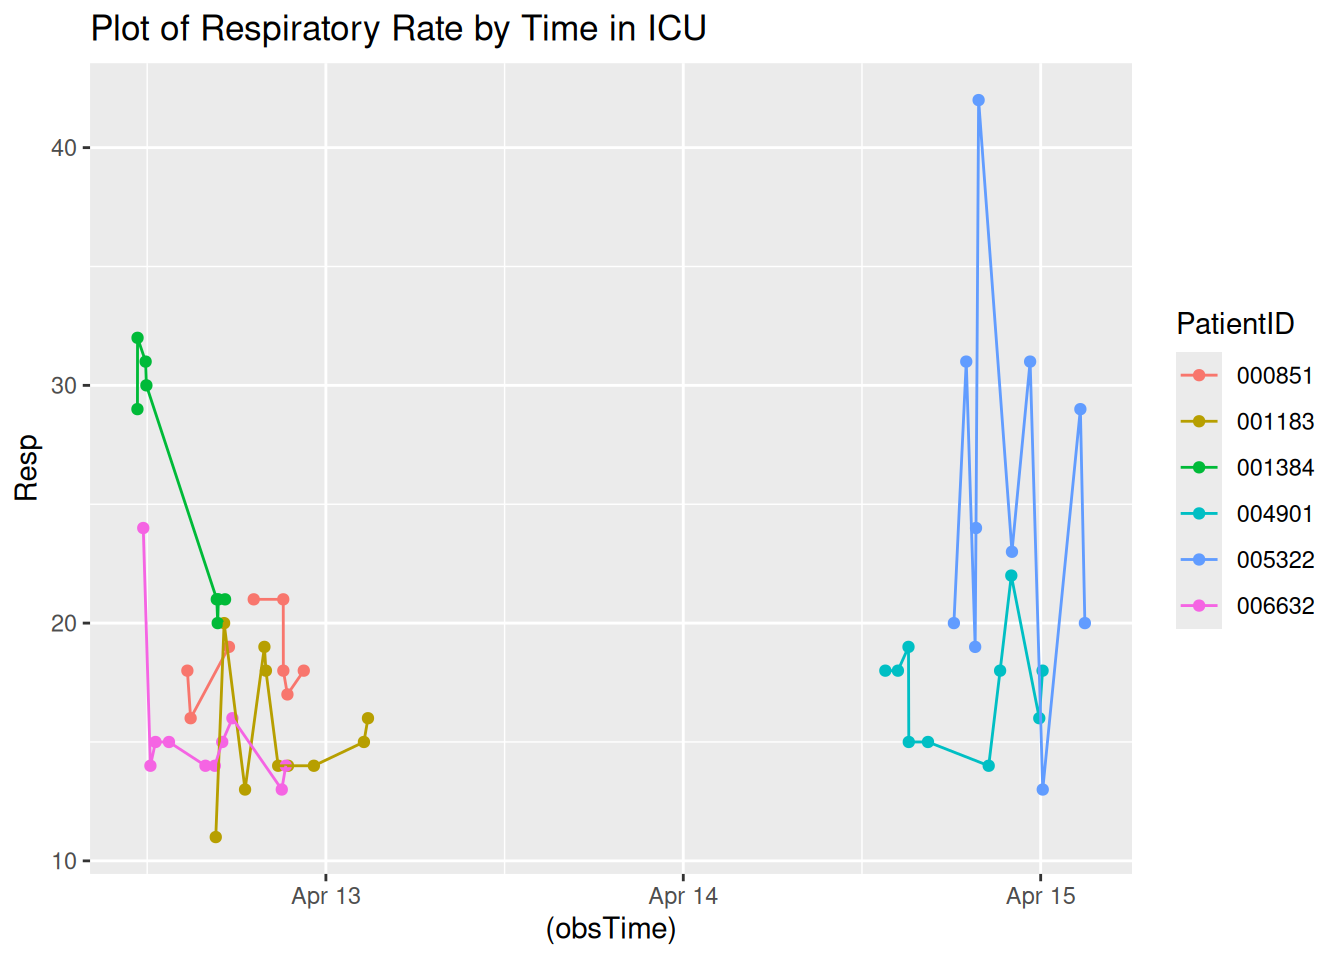 Plot of Respiratory Rate by Time in ICU
Resp
40
30
20
10
Apr 13
Apr 14
Apr 15
(obsTime)
PatientID
000851
001183
001384
004901
005322
006632